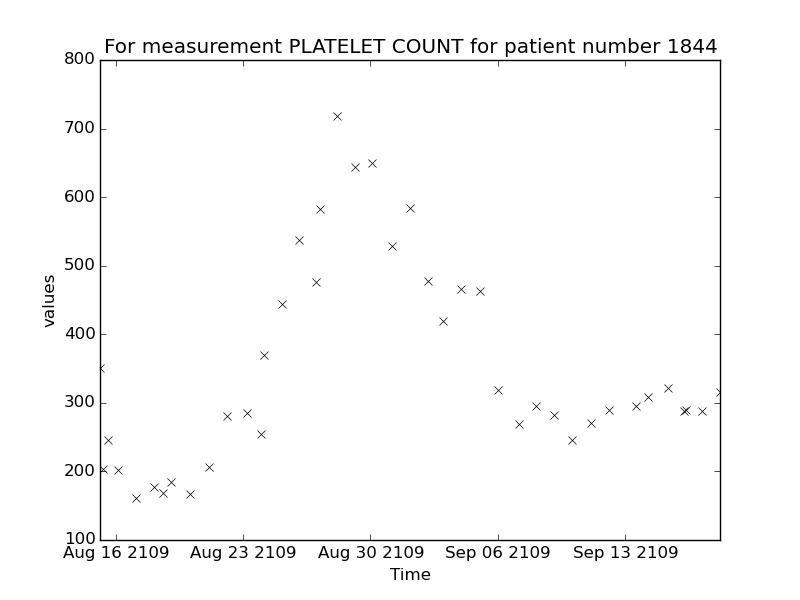 For measurement PLATELET COUNT for patient number 1844
800
700
600
500
400
300
200
100
values
Aug 16 2109 Aug 23 2109 Aug 30 2109 Sep 06 2109 Sep 13 2109
Time